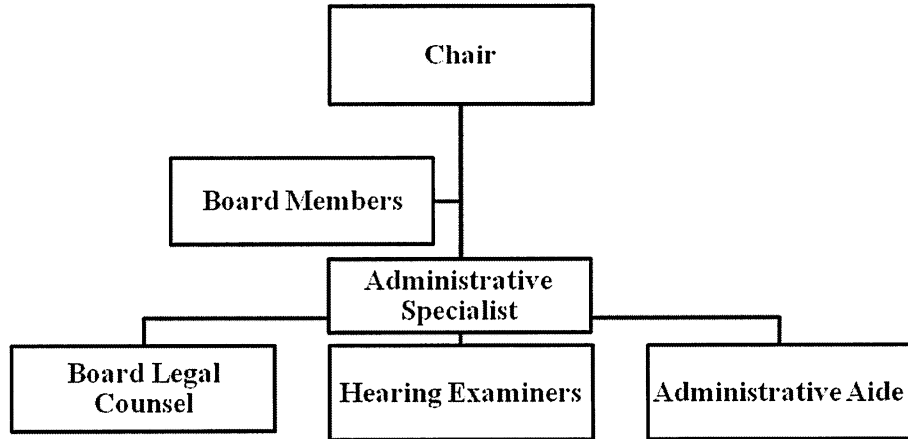 Chair
Board Members
Administrative
Specialist
Board Legal
Counsel
Hearing Examiners
Administrative Aide